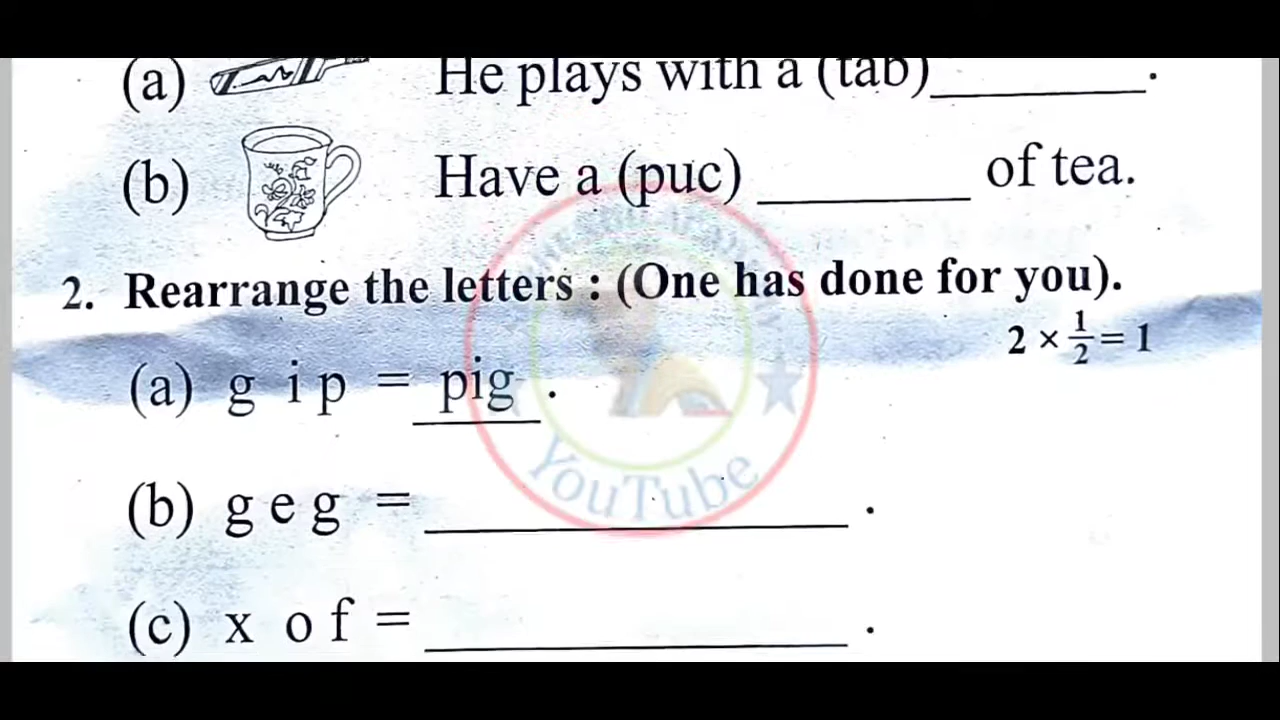 (a) He plays with a (tab)________.
(b) Have a (puc) ________ of tea.
2. Rearrange the letters : (One has done for you).
2 × 1/2 = 1
(a) g i p = pig .
(b) g e g = ________________ .
(c) x o f = ________________ .
YouTube